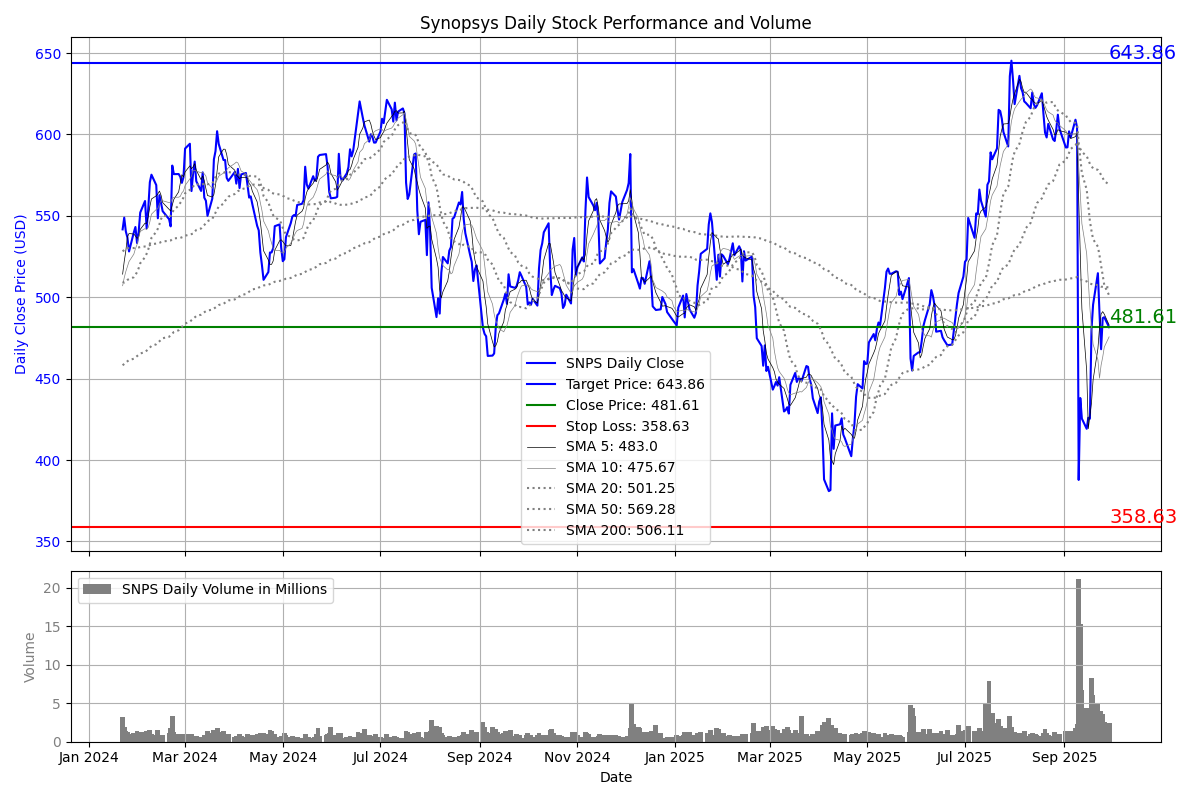 Synopsys Daily Stock Performance and Volume
650
600
550
500
450
400
350
Daily Close Price (USD)
643.86
481.61
358.63
SNPS Daily Close
Target Price: 643.86
Close Price: 481.61
Stop Loss: 358.63
SMA 5: 483.0
SMA 10: 475.67
SMA 20: 501.25
SMA 50: 569.28
SMA 200: 506.11
SNPS Daily Volume in Millions
20
15
10
5
0
Volume
Jan 2024
Mar 2024
May 2024
Jul 2024
Sep 2024
Nov 2024
Jan 2025
Mar 2025
May 2025
Jul 2025
Sep 2025
Date